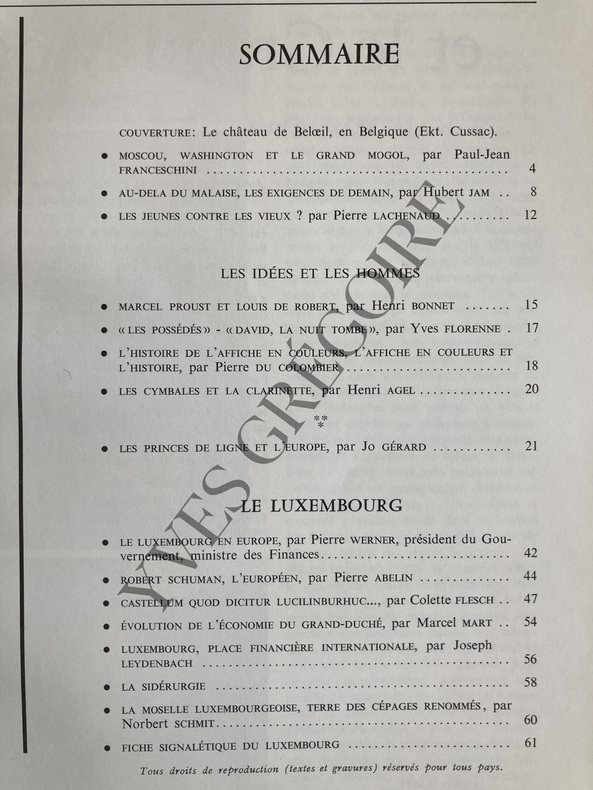 SOMMAIRE
COUVERTURE: Le château de Belœil, en Belgique (Ekt. Cussac).
● MOSCOU, WASHINGTON ET LE GRAND MOGOL, par Paul-Jean
FRANCESCHINI ........ 4
● AU-DELA DU MALAISE, LES EXIGENCES DE DEMAIN, par Hubert JAM .. 8
● LES JEUNES CONTRE LES VIEUX ? par Pierre LACHENAUD .......... 12
LES IDÉES ET LES HOMMES
● MARCEL PROUST ET LOUIS DE ROBERT, par Henri BONNET ....... 15
● « LES POSSÉDÉS » - « DAVID, LA NUIT TOMBE », par Yves FLORENNE . 17
● L'HISTOIRE DE L'AFFICHE EN COULEURS, L'AFFICHE EN COULEURS ET
L'HISTOIRE, par Pierre DU COLOMBIER ........ 18
● LES CYMBALES ET LA CLARINETTE, par Henri AGEL .............. 20
**
*
● LES PRINCES DE LIGNE ET L'EUROPE, par Jo GÉRARD ............ 21
LE LUXEMBOURG
● LE LUXEMBOURG EN EUROPE, par Pierre WERNER, président du Gou-
vernement, ministre des Finances ........ 42
● ROBERT SCHUMAN, L'EUROPÉEN, par Pierre ABELIN .............. 44
● CASTELLUM QUOD DICITUR LUCILINBURHUC..., par Colette FLESCH .. 47
● ÉVOLUTION DE L'ÉCONOMIE DU GRAND-DUCHÉ, par Marcel MART .. 54
● LUXEMBOURG, PLACE FINANCIÈRE INTERNATIONALE, par Joseph
LEYDENBACH ........ 56
● LA SIDÉRURGIE ........ 58
● LA MOSELLE LUXEMBOURGEOISE, TERRE DES CÉPAGES RENOMMÉS, par
Norbert SCHMIT ........ 60
● FICHE SIGNALÉTIQUE DU LUXEMBOURG ........ 61
Tous droits de reproduction (textes et gravures) réservés pour tous pays.
YVES GRÉGOIRE